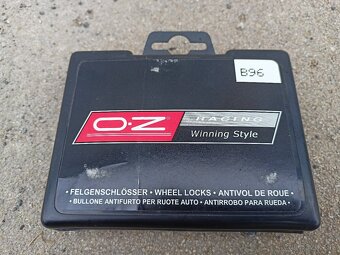 B96
O·Z RACING
Winning Style
• FELGENSCHLÖSSER • WHEEL LOCKS • ANTIVOL DE ROUE •
• BULLONE ANTIFURTO PER RUOTE AUTO • ANTIRROBO PARA RUEDA •